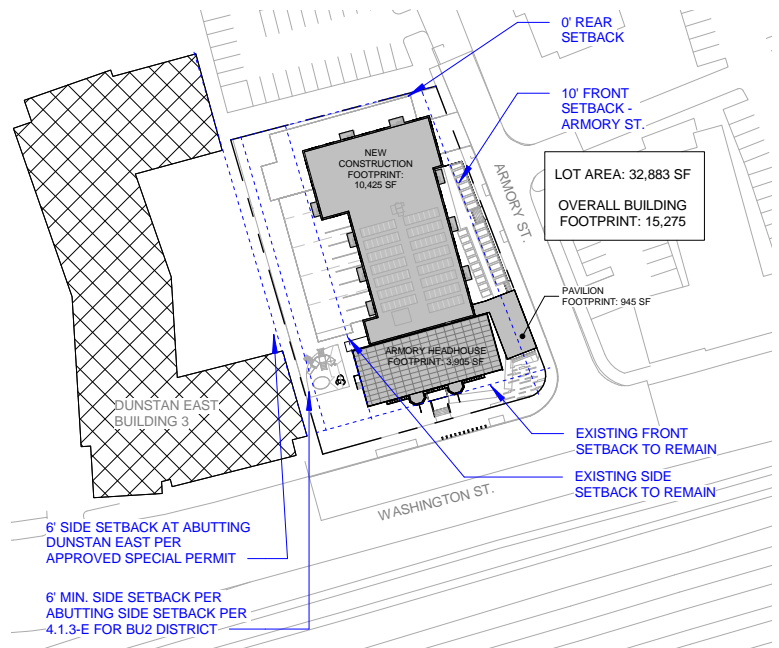 0' REAR
SETBACK
10' FRONT
SETBACK -
ARMORY ST.
NEW
CONSTRUCTION
FOOTPRINT:
10,425 SF
ARMORY ST.
LOT AREA: 32,883 SF
OVERALL BUILDING
FOOTPRINT: 15,275
PAVILION
FOOTPRINT: 945 SF
ARMORY HEADHOUSE
FOOTPRINT: 3,905 SF
DUNSTAN EAST
BUILDING 3
EXISTING FRONT
SETBACK TO REMAIN
EXISTING SIDE
SETBACK TO REMAIN
WASHINGTON ST.
6' SIDE SETBACK AT ABUTTING
DUNSTAN EAST PER
APPROVED SPECIAL PERMIT
6' MIN. SIDE SETBACK PER
ABUTTING SIDE SETBACK PER
4.1.3-E FOR BU2 DISTRICT